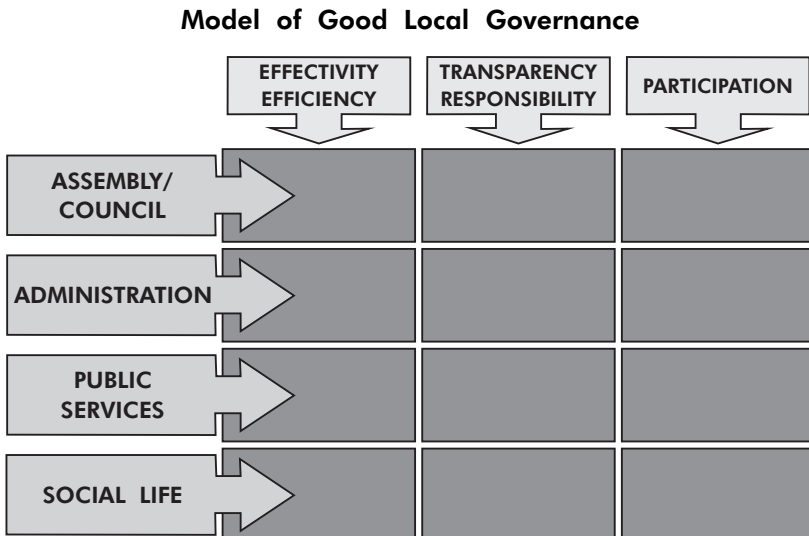 Model of Good Local Governance
EFFECTIVITY
EFFICIENCY
TRANSPARENCY
RESPONSIBILITY
PARTICIPATION
ASSEMBLY/
COUNCIL
ADMINISTRATION
PUBLIC
SERVICES
SOCIAL LIFE